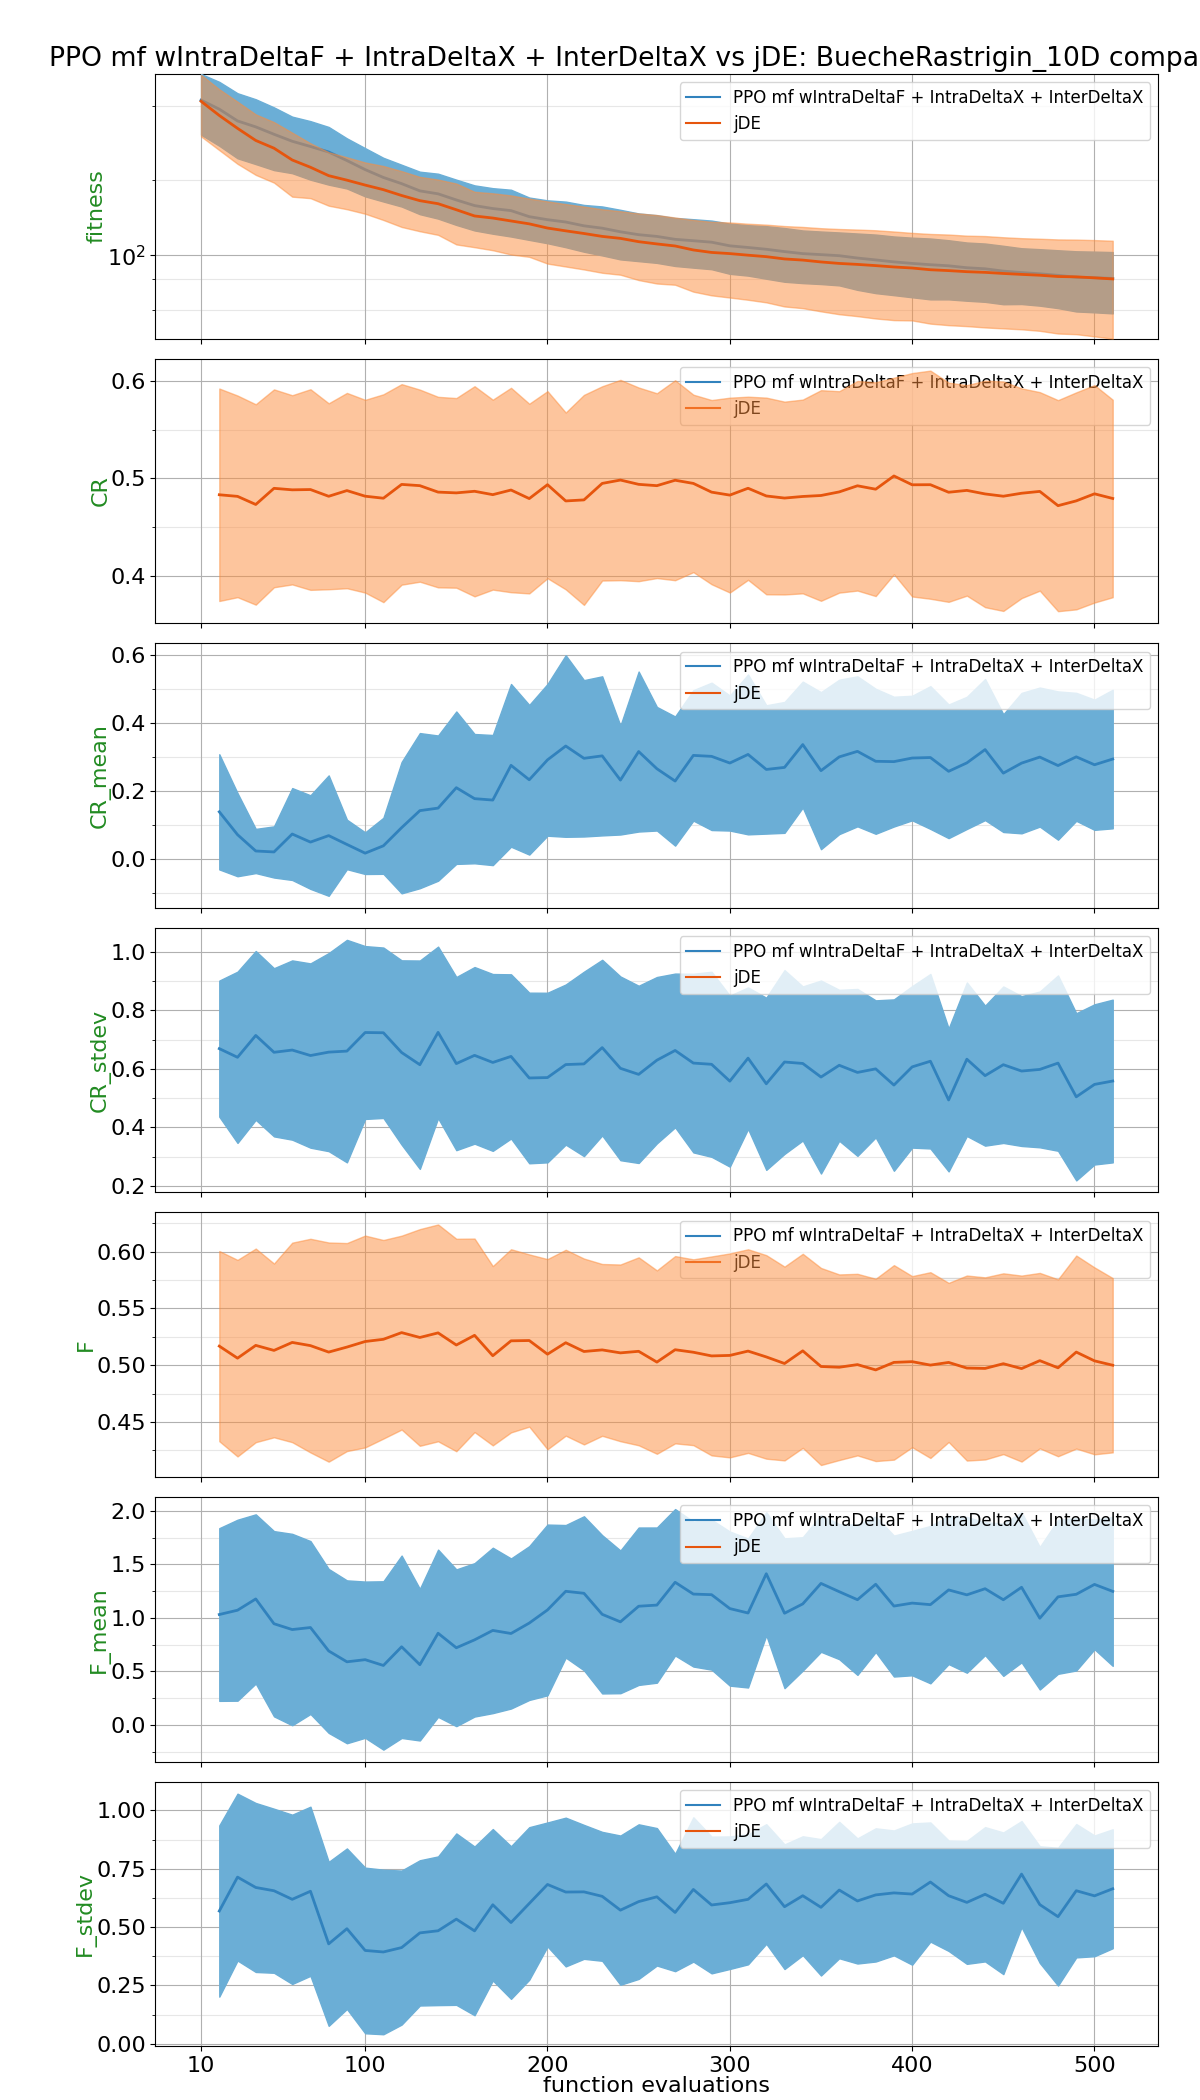 PPO mf wIntraDeltaF + IntraDeltaX + InterDeltaX vs jDE: BuecheRastrigin_10D compa
PPO mf wIntraDeltaF + IntraDeltaX + InterDeltaX
jDE
fitness
10²
PPO mf wIntraDeltaF + IntraDeltaX + InterDeltaX
jDE
CR
0.6
0.5
0.4
PPO mf wIntraDeltaF + IntraDeltaX + InterDeltaX
jDE
CR_mean
0.6
0.4
0.2
0.0
PPO mf wIntraDeltaF + IntraDeltaX + InterDeltaX
jDE
CR_stdev
1.0
0.8
0.6
0.4
0.2
PPO mf wIntraDeltaF + IntraDeltaX + InterDeltaX
jDE
F
0.60
0.55
0.50
0.45
PPO mf wIntraDeltaF + IntraDeltaX + InterDeltaX
jDE
F_mean
2.0
1.5
1.0
0.5
0.0
PPO mf wIntraDeltaF + IntraDeltaX + InterDeltaX
jDE
F_stdev
1.00
0.75
0.50
0.25
0.00
10 100 200 300 400 500
function evaluations